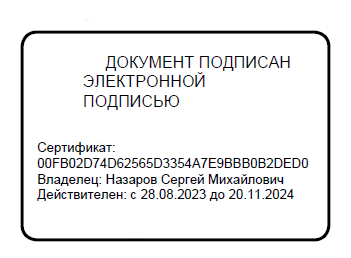 ДОКУМЕНТ ПОДПИСАН
ЭЛЕКТРОННОЙ
ПОДПИСЬЮ
Сертификат:
00FB02D74D62565D3354A7E9BBB0B2DED0
Владелец: Назаров Сергей Михайлович
Действителен: с 28.08.2023 до 20.11.2024